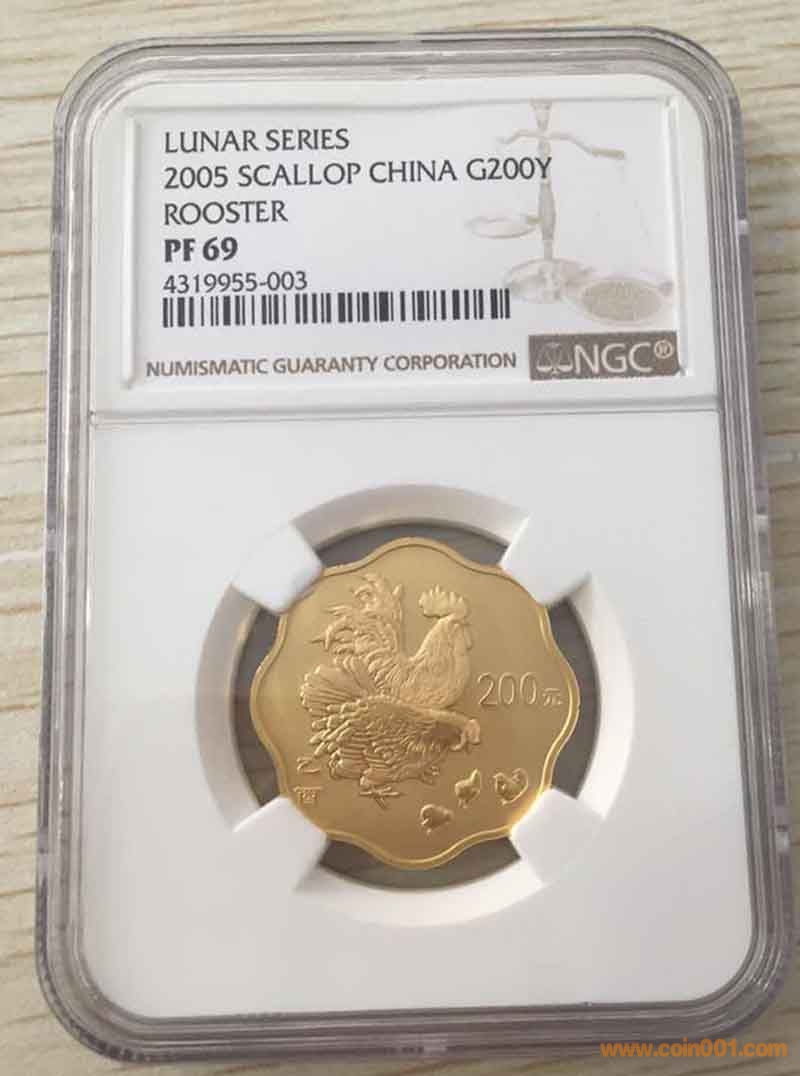 LUNAR SERIES
2005 SCALLOP CHINA G200Y
ROOSTER
PF 69
4319955-003
NUMISMATIC GUARANTY CORPORATION
NGC®
200元
乙
酉
www.coin001.com